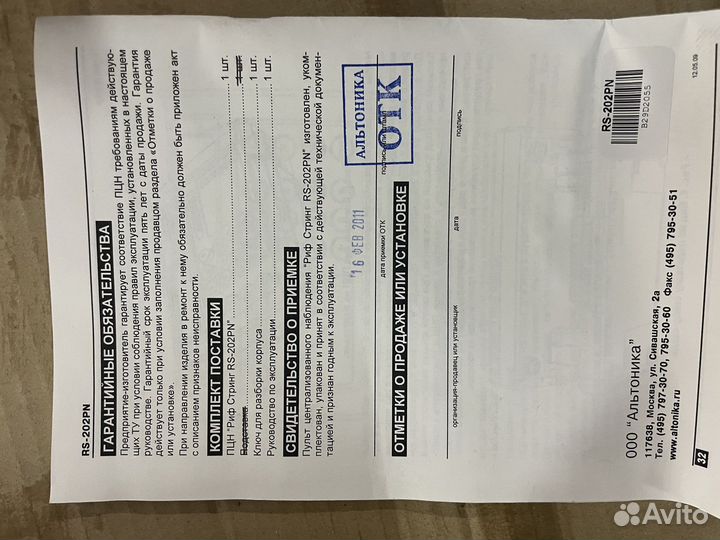 RS-202PN
ГАРАНТИЙНЫЕ ОБЯЗАТЕЛЬСТВА
Предприятие-изготовитель гарантирует соответствие ПЦН требованиям действую-
щих ТУ при условии соблюдения правил эксплуатации, установленных в настоящем
руководстве. Гарантийный срок эксплуатации пять лет с даты продажи. Гарантия
действует только при условии заполнения продавцом раздела «Отметки о продаже
или установке».
При направлении изделия в ремонт к нему обязательно должен быть приложен акт
с описанием признаков неисправности.
КОМПЛЕКТ ПОСТАВКИ
ПЦН "Риф Стринг RS-202PN" 1 шт.
Подставка 1 шт.
Ключ для разборки корпуса 1 шт.
Руководство по эксплуатации 1 шт.
СВИДЕТЕЛЬСТВО О ПРИЕМКЕ
Пульт централизованного наблюдения "Риф Стринг RS-202PN" изготовлен, уком-
плектован, упакован и принят в соответствии с действующей технической докумен-
тацией и признан годным к эксплуатации.
16 ФЕВ 2011
АЛЬТОНИКА
ОТК
дата приемки ОТК
подпись или штамп
ОТМЕТКИ О ПРОДАЖЕ ИЛИ УСТАНОВКЕ
организация-продавец или установщик дата подпись
ООО "Альтоника"
117638, Москва, ул. Сивашская, 2а
Тел. (495) 797-30-70, 795-30-60 Факс (495) 795-30-51
www.altonika.ru
RS-202PN
B29D2055
32
12.05.09
Avito